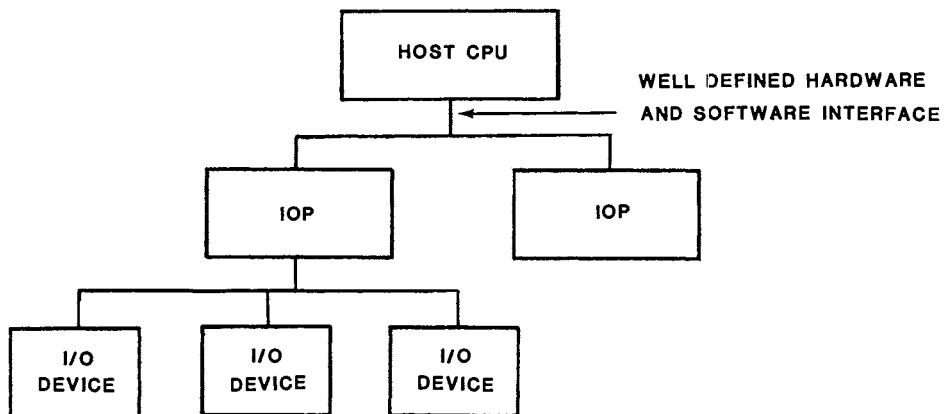 HOST CPU
WELL DEFINED HARDWARE
AND SOFTWARE INTERFACE
IOP
IOP
I/O
DEVICE
I/O
DEVICE
I/O
DEVICE